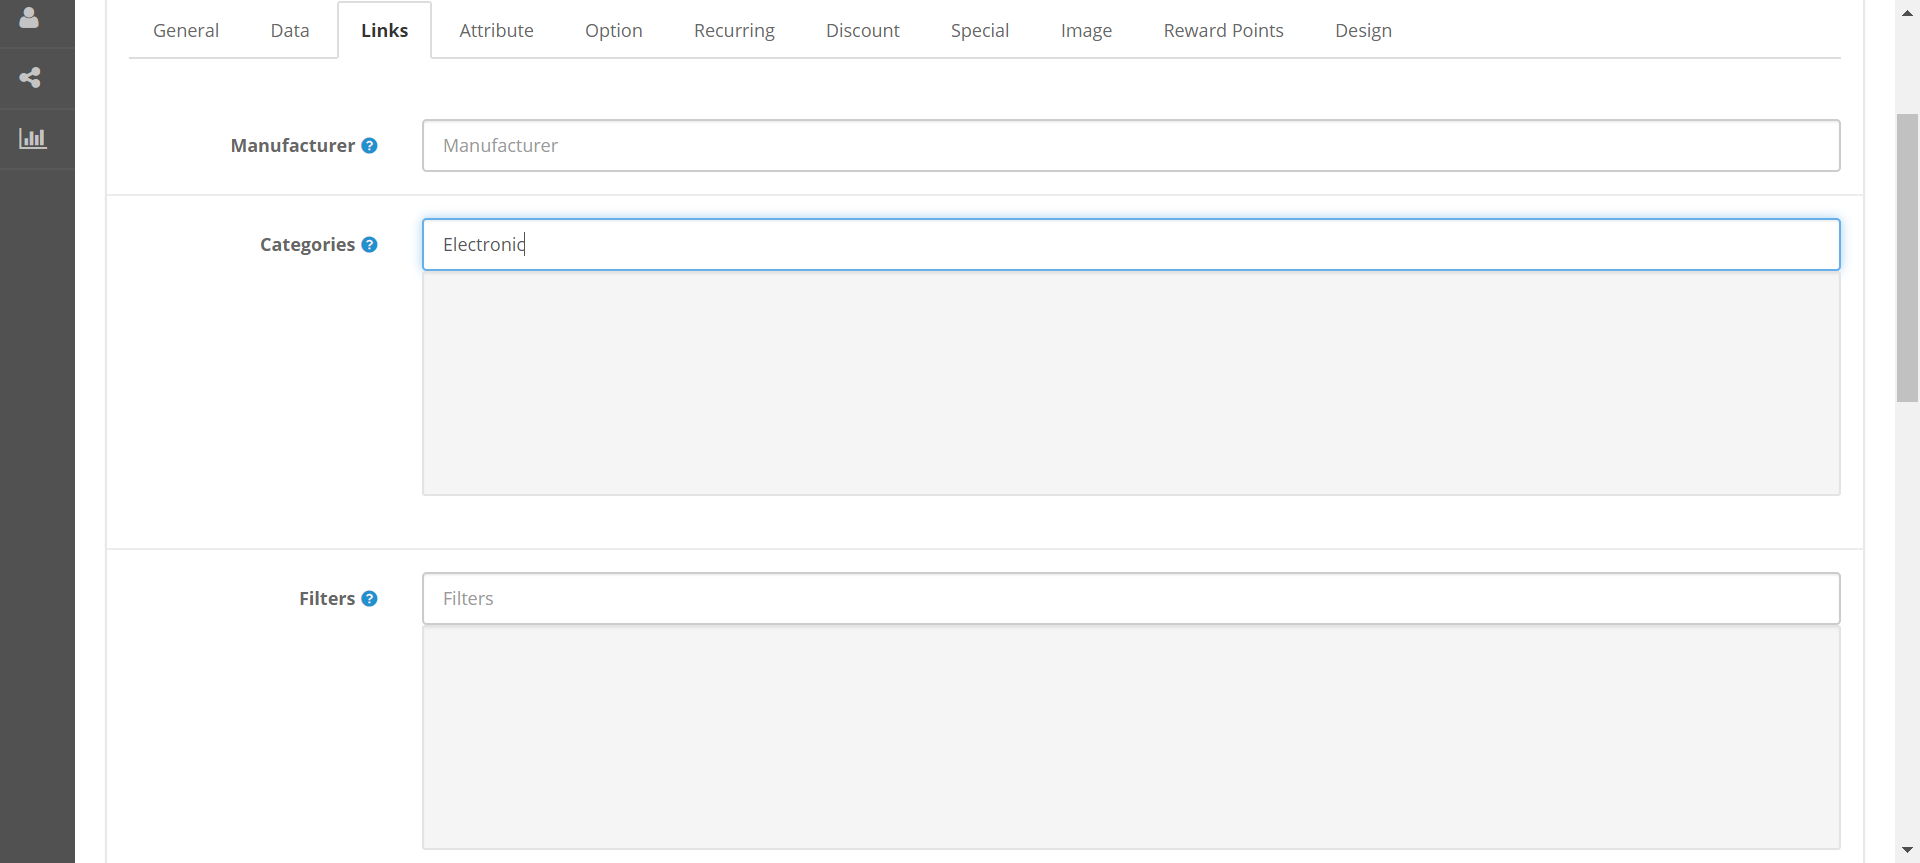 General Data Links Attribute Option Recurring Discount Special Image Reward Points Design
Manufacturer Manufacturer
Categories Electronic
Filters Filters